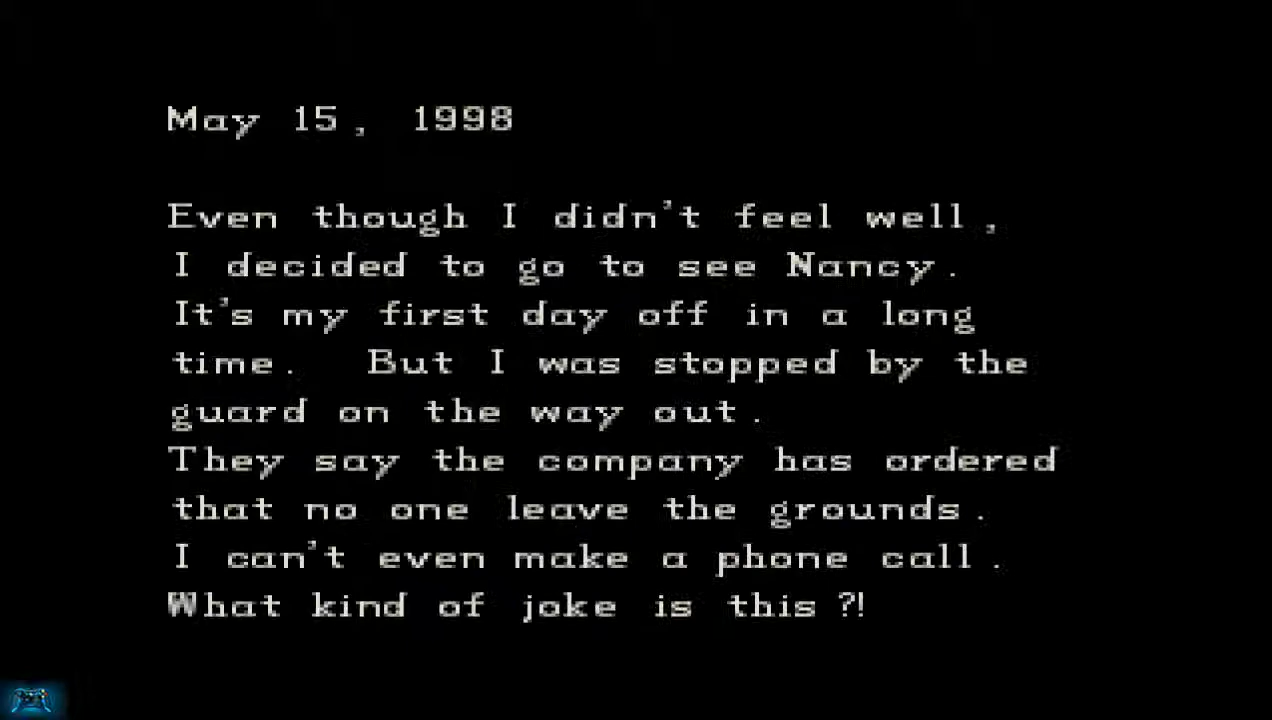 May 15, 1998
Even though I didn't feel well,
I decided to go to see Nancy.
It's my first day off in a long
time. But I was stopped by the
guard on the way out.
They say the company has ordered
that no one leave the grounds.
I can't even make a phone call.
What kind of joke is this?!